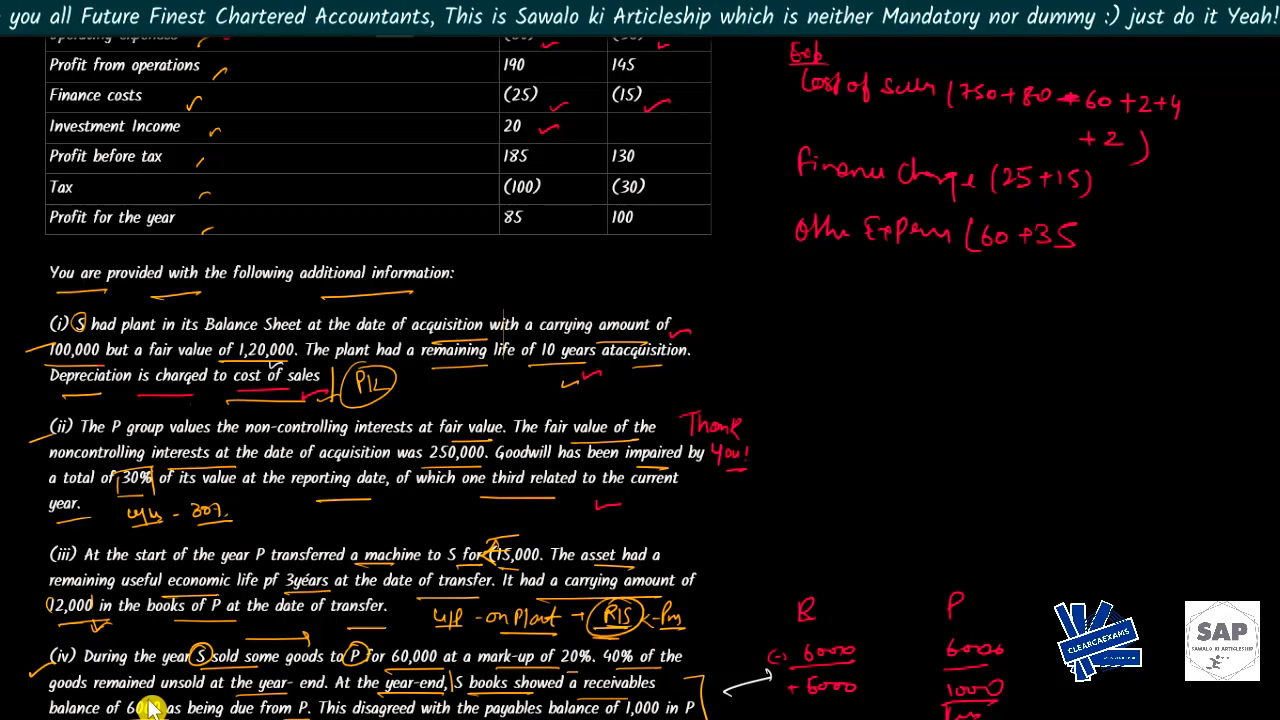 you all Future Finest Chartered Accountants, This is Sawalo ki Articleship which is neither Mandatory nor dummy :) just do it Yeah!
Profit from operations 190 145
Finance costs (25) (15)
Investment Income 20
Profit before tax 185 130
Tax (100) (30)
Profit for the year 85 100
Cost of (750+80-60+2+4
+2)
Finance Charge (25+15)
(60+35
You are provided with the following additional information:
(i) S had plant in its Balance Sheet at the date of acquisition with a carrying amount of
100,000 but a fair value of 1,20,000. The plant had a remaining life of 10 years atacquisition.
Depreciation is charged to cost of sales
P/L
(ii) The P group values the non-controlling interests at fair value. The fair value of the
noncontrolling interests at the date of acquisition was 250,000. Goodwill has been impaired by
a total of 30% of its value at the reporting date, of which one third related to the current
year.
- 30%
Thank
You!
(iii) At the start of the year P transferred a machine to S for 15,000. The asset had a
remaining useful economic life pf 3years at the date of transfer. It had a carrying amount of
12,000 in the books of P at the date of transfer.
- on Plant → R/S
(iv) During the year S sold some goods to P for 60,000 at a mark-up of 20%. 40% of the
goods remained unsold at the year- end. At the year-end, S books showed a receivables
as being due from P. This disagreed with the payables balance of 1,000 in P
balance of
R P
(-) 6000 6000
+ 5000 1000
CLEARCAEXAMS
SAP
SAWALO KI ARTICLESHIP